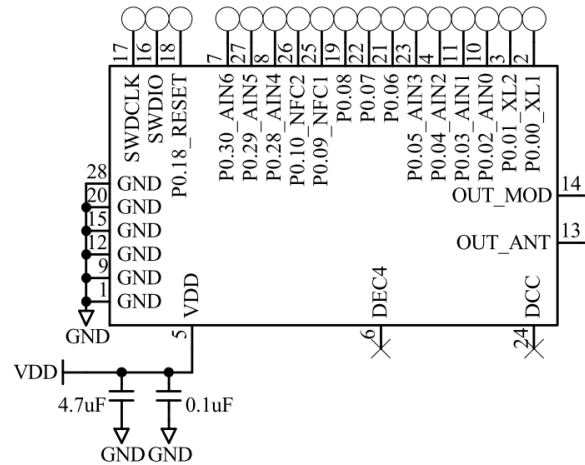 17
16
18
7
27
8
26
25
19
22
21
23
4
11
10
3
2
SWDCLK
SWDIO
P0.18_RESET
P0.30_AIN6
P0.29_AIN5
P0.28_AIN4
P0.10_NFC2
P0.09_NFC1
P0.08
P0.07
P0.06
P0.05_AIN3
P0.04_AIN2
P0.03_AIN1
P0.02_AIN0
P0.01_XL2
P0.00_XL1
28 GND
20 GND
15 GND
12 GND
9 GND
1 GND
OUT_MOD 14
OUT_ANT 13
GND
VDD
DEC4
DCC
5
6
24
VDD
4.7uF
0.1uF
GND
GND